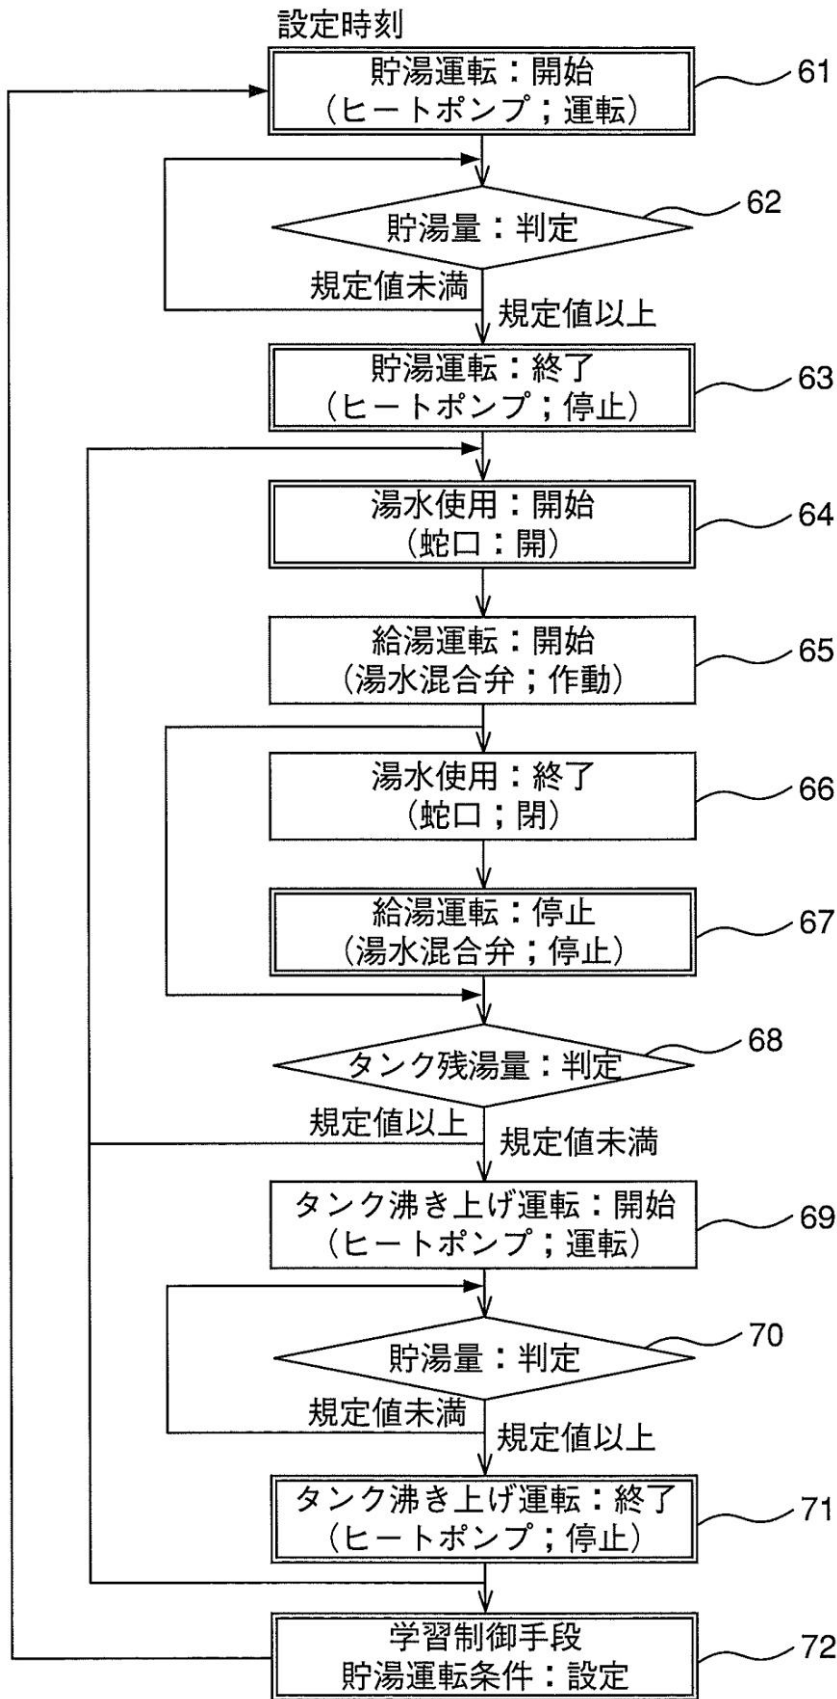 設定時刻
貯湯運転:開始
(ヒートポンプ;運転)
61
貯湯量:判定
62
規定値未満
規定値以上
貯湯運転:終了
(ヒートポンプ;停止)
63
湯水使用:開始
(蛇口:開)
64
給湯運転:開始
(湯水混合弁;作動)
65
湯水使用:終了
(蛇口;閉)
66
給湯運転:停止
(湯水混合弁;停止)
67
タンク残湯量:判定
68
規定値以上
規定値未満
タンク沸き上げ運転:開始
(ヒートポンプ;運転)
69
貯湯量:判定
70
規定値未満
規定値以上
タンク沸き上げ運転:終了
(ヒートポンプ;停止)
71
学習制御手段
貯湯運転条件:設定
72